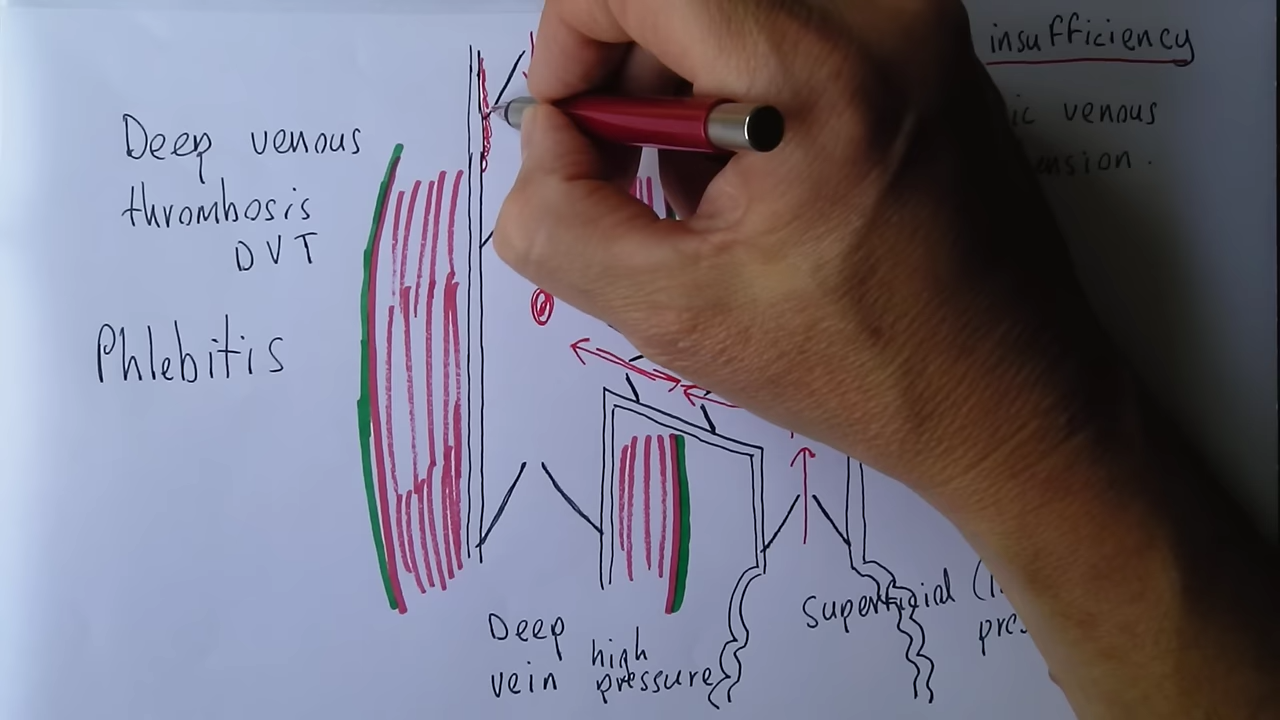 insufficiency
venous
Deep venous
thrombosis
DVT
Phlebitis
Superficial
Deep
vein
high
pressure